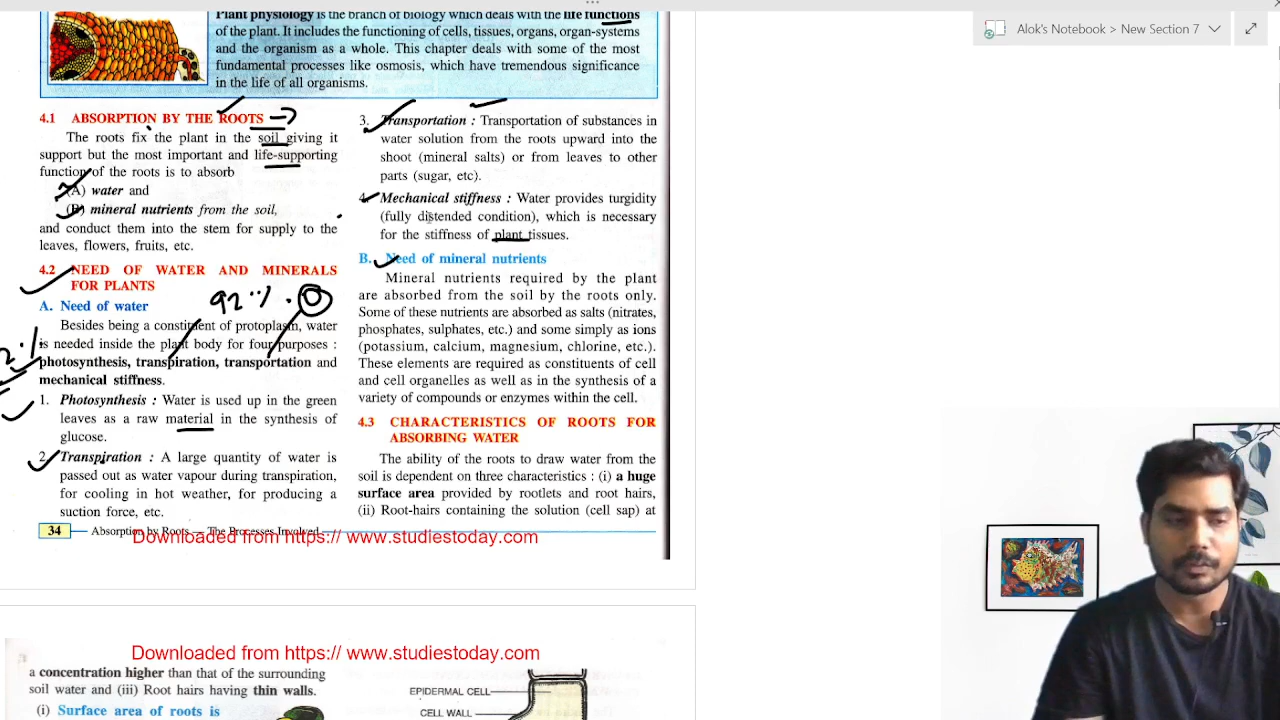 Alok's Notebook > New Section 7
Plant physiology is the branch of biology which deals with the life functions
of the plant. It includes the functioning of cells, tissues, organs, organ-systems
and the organism as a whole. This chapter deals with some of the most
fundamental processes like osmosis, which have tremendous significance
in the life of all organisms.
4.1 ABSORPTION BY THE ROOTS
The roots fix the plant in the soil giving it
support but the most important and life-supporting
function of the roots is to absorb
(A) water and
(B) mineral nutrients from the soil,
and conduct them into the stem for supply to the
leaves, flowers, fruits, etc.
4.2 NEED OF WATER AND MINERALS
FOR PLANTS
92%
A. Need of water
Besides being a constituent of protoplasm, water
is needed inside the plant body for four purposes :
photosynthesis, transpiration, transportation and
mechanical stiffness.
1. Photosynthesis : Water is used up in the green
leaves as a raw material in the synthesis of
glucose.
2. Transpiration : A large quantity of water is
passed out as water vapour during transpiration,
for cooling in hot weather, for producing a
suction force, etc.
3. Transportation : Transportation of substances in
water solution from the roots upward into the
shoot (mineral salts) or from leaves to other
parts (sugar, etc).
4. Mechanical stiffness : Water provides turgidity
(fully distended condition), which is necessary
for the stiffness of plant tissues.
B. Need of mineral nutrients
Mineral nutrients required by the plant
are absorbed from the soil by the roots only.
Some of these nutrients are absorbed as salts (nitrates,
phosphates, sulphates, etc.) and some simply as ions
(potassium, calcium, magnesium, chlorine, etc.).
These elements are required as constituents of cell
and cell organelles as well as in the synthesis of a
variety of compounds or enzymes within the cell.
4.3 CHARACTERISTICS OF ROOTS FOR
ABSORBING WATER
The ability of the roots to draw water from the
soil is dependent on three characteristics : (i) a huge
surface area provided by rootlets and root hairs,
(ii) Root-hairs containing the solution (cell sap) at
34 Absorption by Roots — The Processes Involved
Downloaded from https:// www.studiestoday.com
Downloaded from https:// www.studiestoday.com
a concentration higher than that of the surrounding
soil water and (iii) Root hairs having thin walls.
(i) Surface area of roots is
EPIDERMAL CELL
CELL WALL